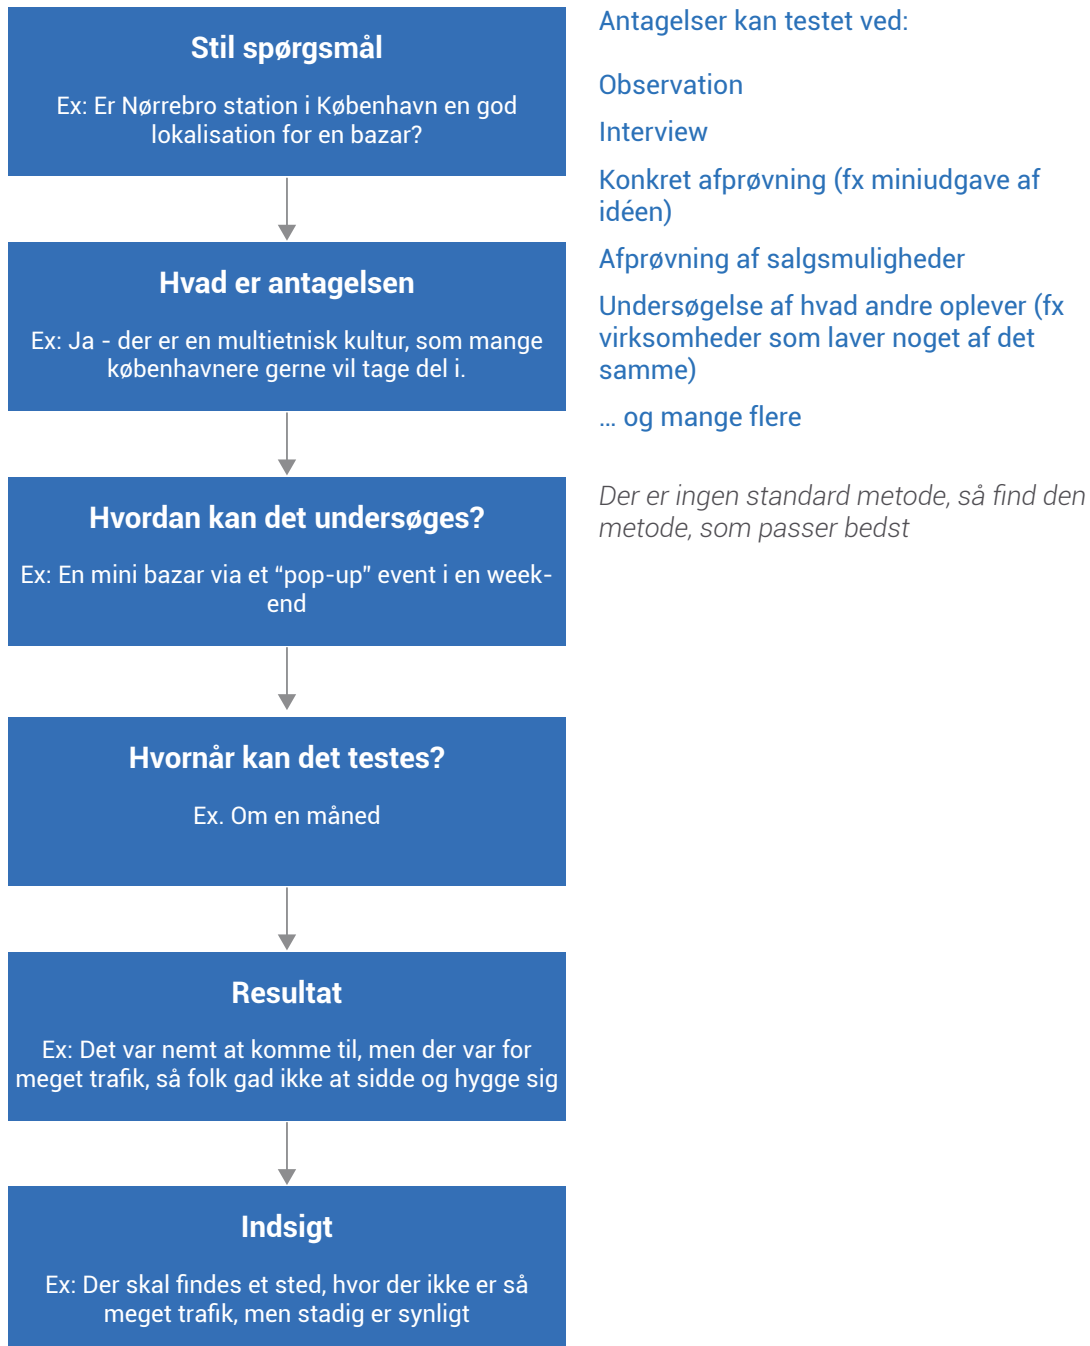 Stil spørgsmål
Ex: Er Nørrebro station i København en god
lokalisation for en bazar?
Hvad er antagelsen
Ex: Ja - der er en multietnisk kultur, som mange
københavnere gerne vil tage del i.
Hvordan kan det undersøges?
Ex: En mini bazar via et “pop-up” event i en week-
end
Hvornår kan det testes?
Ex. Om en måned
Resultat
Ex: Det var nemt at komme til, men der var for
meget trafik, så folk gad ikke at sidde og hygge sig
Indsigt
Ex: Der skal findes et sted, hvor der ikke er så
meget trafik, men stadig er synligt
Antagelser kan testet ved:
Observation
Interview
Konkret afprøvning (fx miniudgave af
idéen)
Afprøvning af salgsmuligheder
Undersøgelse af hvad andre oplever (fx
virksomheder som laver noget af det
samme)
... og mange flere
Der er ingen standard metode, så find den
metode, som passer bedst